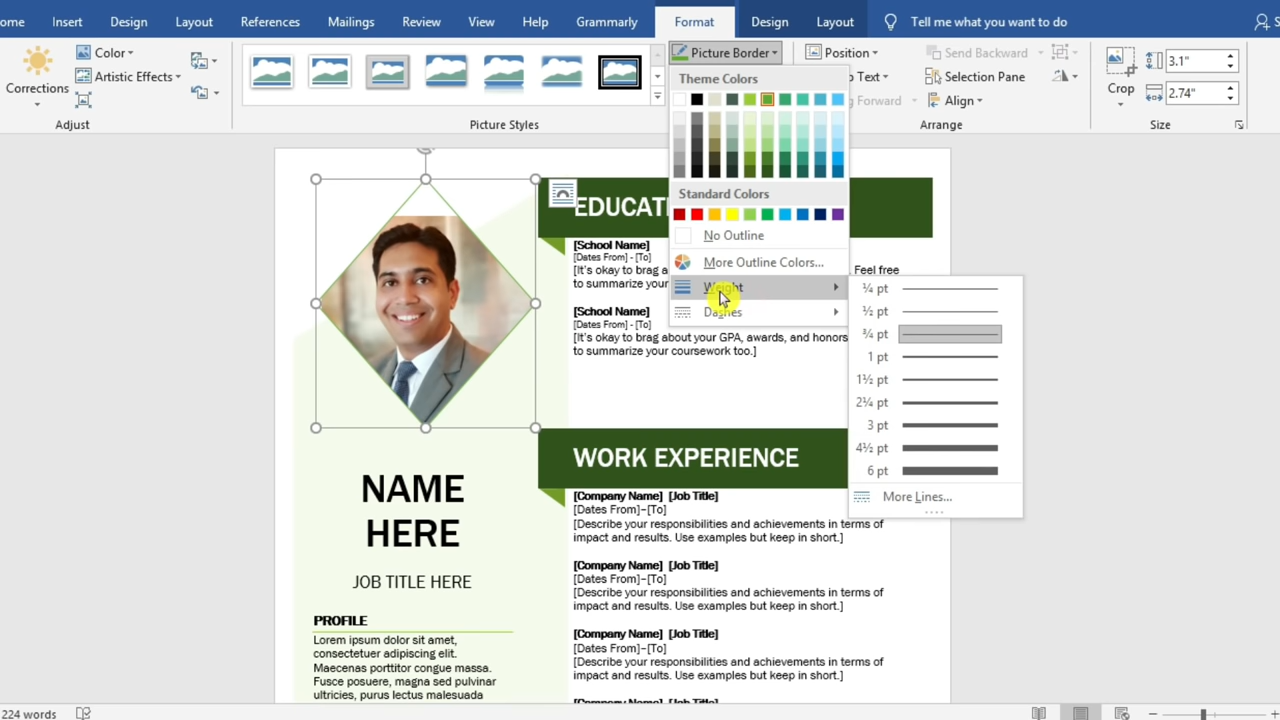 ome Insert Design Layout References Mailings Review View Help Grammarly Format Design Layout Tell me what you want to do
Corrections
Color
Artistic Effects
Adjust
Picture Styles
Picture Border
Position
Text
Send Backward
Selection Pane
Forward
Align
Arrange
Crop
3.1"
2.74"
Size
Theme Colors
Standard Colors
No Outline
More Outline Colors...
Weight
Dashes
¼ pt
½ pt
¾ pt
1 pt
1½ pt
2¼ pt
3 pt
4½ pt
6 pt
More Lines...
NAME
HERE
JOB TITLE HERE
PROFILE
Lorem ipsum dolor sit amet,
consectetuer adipiscing elit.
Maecenas porttitor congue massa.
Fusce posuere, magna sed pulvinar
ultricies, purus lectus malesuada
EDUCATI
[School Name]
[Dates From] - [To]
[It's okay to brag a Feel free
to summarize your
[School Name]
[Dates From] - [To]
[It's okay to brag about your GPA, awards, and honors
to summarize your coursework too.]
WORK EXPERIENCE
[Company Name] [Job Title]
[Dates From]–[To]
[Describe your responsibilities and achievements in terms of
impact and results. Use examples but keep in short.]
[Company Name] [Job Title]
[Dates From]–[To]
[Describe your responsibilities and achievements in terms of
impact and results. Use examples but keep in short.]
[Company Name] [Job Title]
[Dates From]–[To]
[Describe your responsibilities and achievements in terms of
impact and results. Use examples but keep in short.]
224 words